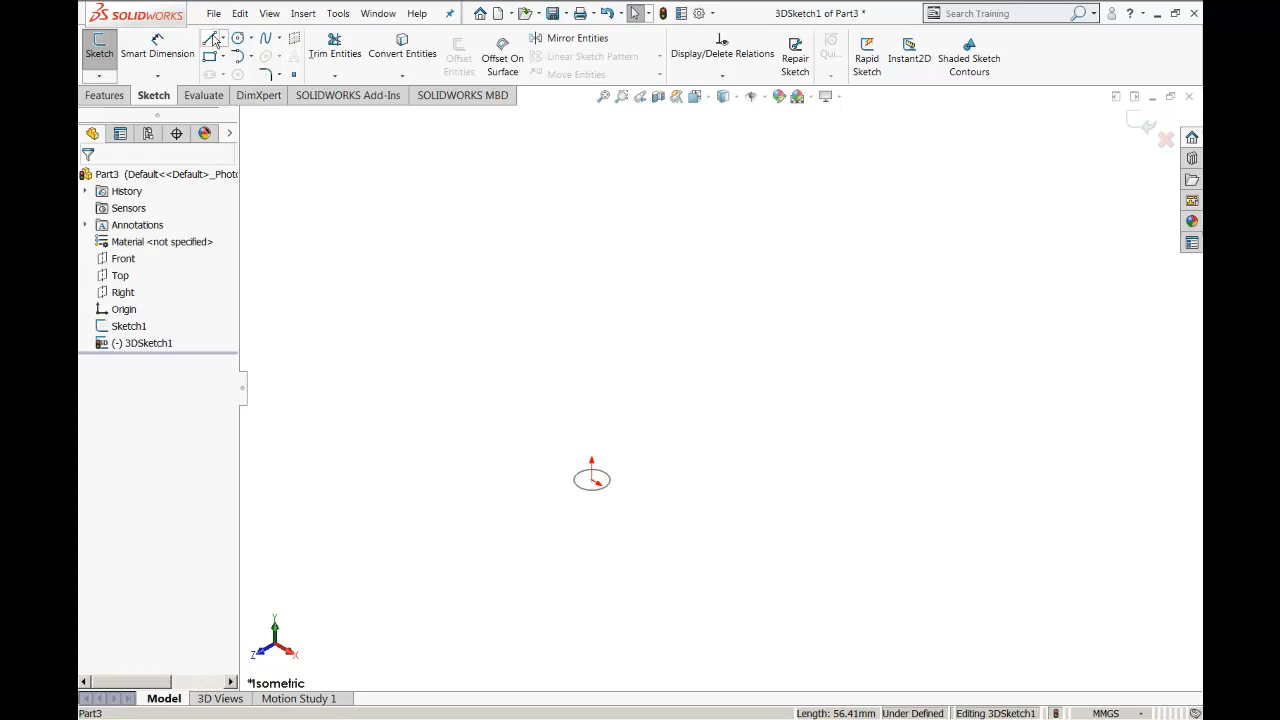 SOLIDWORKS File Edit View Insert Tools Window Help 3DSketch1 of Part3 * Search Training
Sketch Smart Dimension Trim Entities Convert Entities Offset Entities Offset On Surface Mirror Entities Linear Sketch Pattern Move Entities Display/Delete Relations Repair Sketch Qui... Rapid Sketch Instant2D Shaded Sketch Contours
Features Sketch Evaluate DimXpert SOLIDWORKS Add-Ins SOLIDWORKS MBD
Part3 (Default<<Default>_Phot
History
Sensors
Annotations
Material <not specified>
Front
Top
Right
Origin
Sketch1
(-) 3DSketch1
Y
Z X
*Isometric
Model 3D Views Motion Study 1
Part3 Length: 56.41mm Under Defined Editing 3DSketch1 MMGS